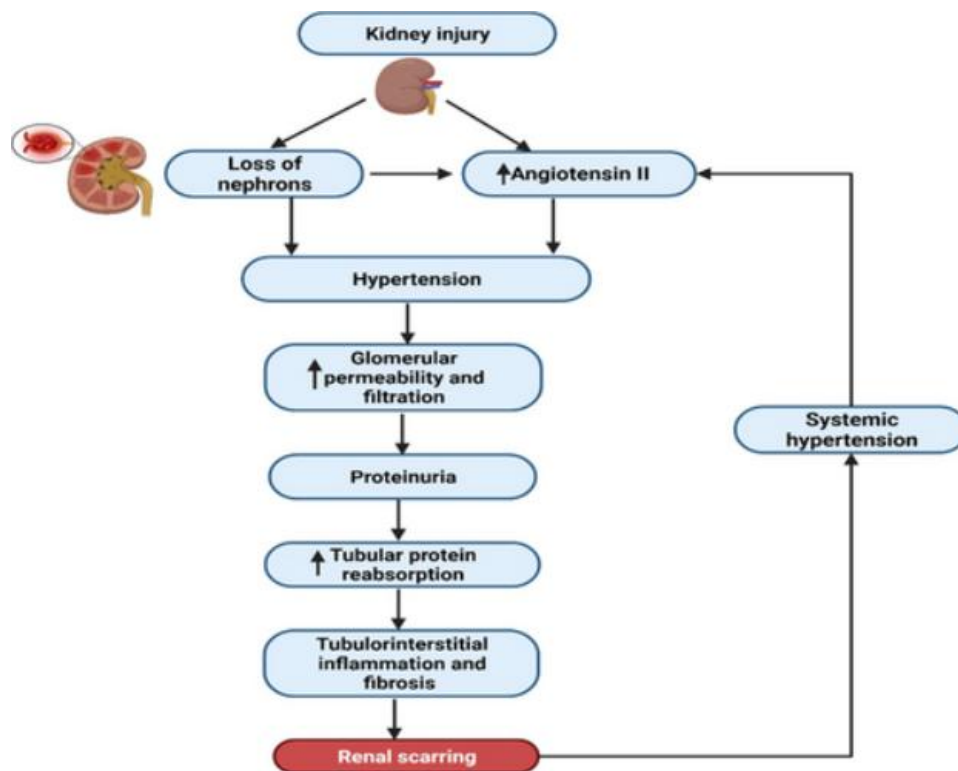 Kidney injury
Loss of
nephrons
↑Angiotensin II
Hypertension
↑ Glomerular
permeability and
filtration
Systemic
hypertension
Proteinuria
↑ Tubular protein
reabsorption
Tubulorinterstitial
inflammation and
fibrosis
Renal scarring